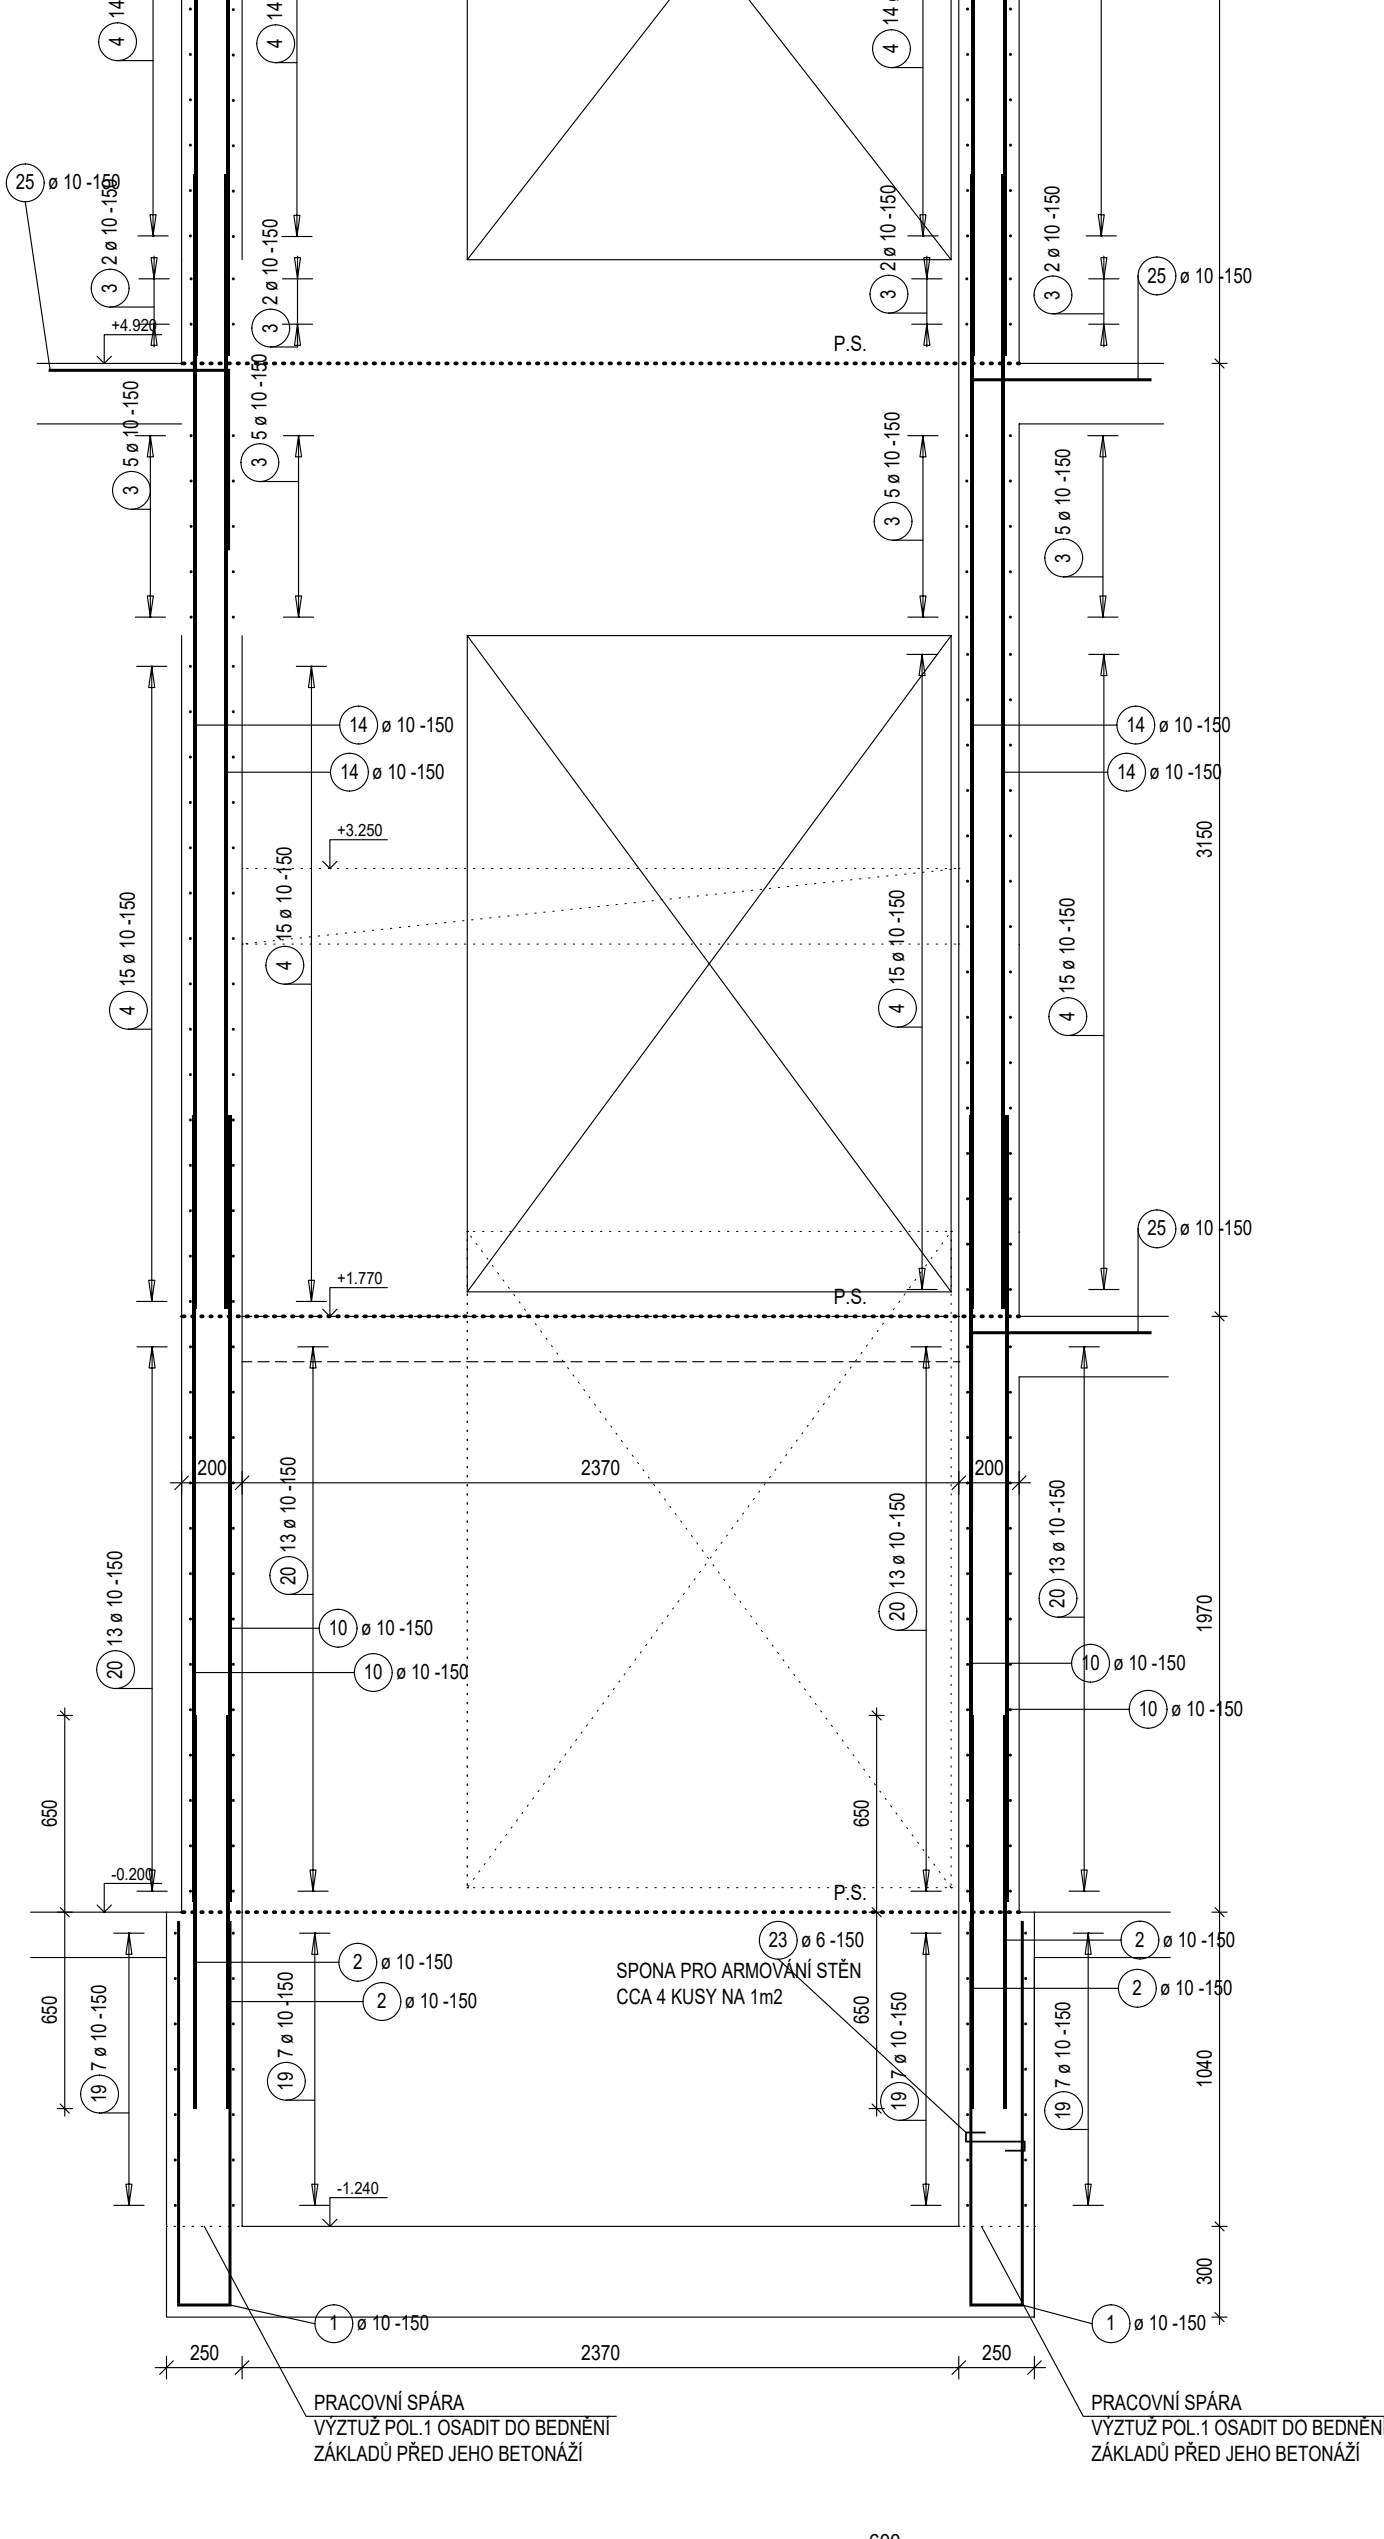 4 14
4 14
4 14
25 ø 10 -150
3 2 ø 10 -150
3 2 ø 10 -150
3 2 ø 10 -150
3 2 ø 10 -150
25 ø 10 -150
+4.920
P.S.
3 5 ø 10 -150
3 5 ø 10 -150
3 5 ø 10 -150
3 5 ø 10 -150
14 ø 10 -150
14 ø 10 -150
14 ø 10 -150
14 ø 10 -150
+3.250
3150
4 15 ø 10 -150
4 15 ø 10 -150
4 15 ø 10 -150
4 15 ø 10 -150
25 ø 10 -150
+1.770
P.S.
200
2370
200
20 13 ø 10 -150
20 13 ø 10 -150
20 13 ø 10 -150
20 13 ø 10 -150
1970
10 ø 10 -150
10 ø 10 -150
10 ø 10 -150
10 ø 10 -150
650
650
-0.200
P.S.
23 ø 6 -150
SPONA PRO ARMOVÁNÍ STĚN
CCA 4 KUSY NA 1m2
2 ø 10 -150
2 ø 10 -150
2 ø 10 -150
2 ø 10 -150
650
650
19 7 ø 10 -150
19 7 ø 10 -150
19 7 ø 10 -150
19 7 ø 10 -150
1040
-1.240
300
1 ø 10 -150
1 ø 10 -150
250
2370
250
PRACOVNÍ SPÁRA
VÝZTUŽ POL.1 OSADIT DO BEDNĚNÍ
ZÁKLADŮ PŘED JEHO BETONÁŽÍ
PRACOVNÍ SPÁRA
VÝZTUŽ POL.1 OSADIT DO BEDNĚNÍ
ZÁKLADŮ PŘED JEHO BETONÁŽÍ